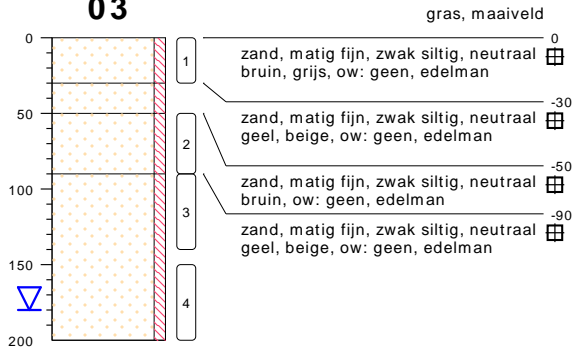 03
gras, maaiveld
0
0
zand, matig fijn, zwak siltig, neutraal
bruin, grijs, ow: geen, edelman
1
-30
zand, matig fijn, zwak siltig, neutraal
geel, beige, ow: geen, edelman
50
2
-50
zand, matig fijn, zwak siltig, neutraal
bruin, ow: geen, edelman
100
3
-90
zand, matig fijn, zwak siltig, neutraal
geel, beige, ow: geen, edelman
150
4
200